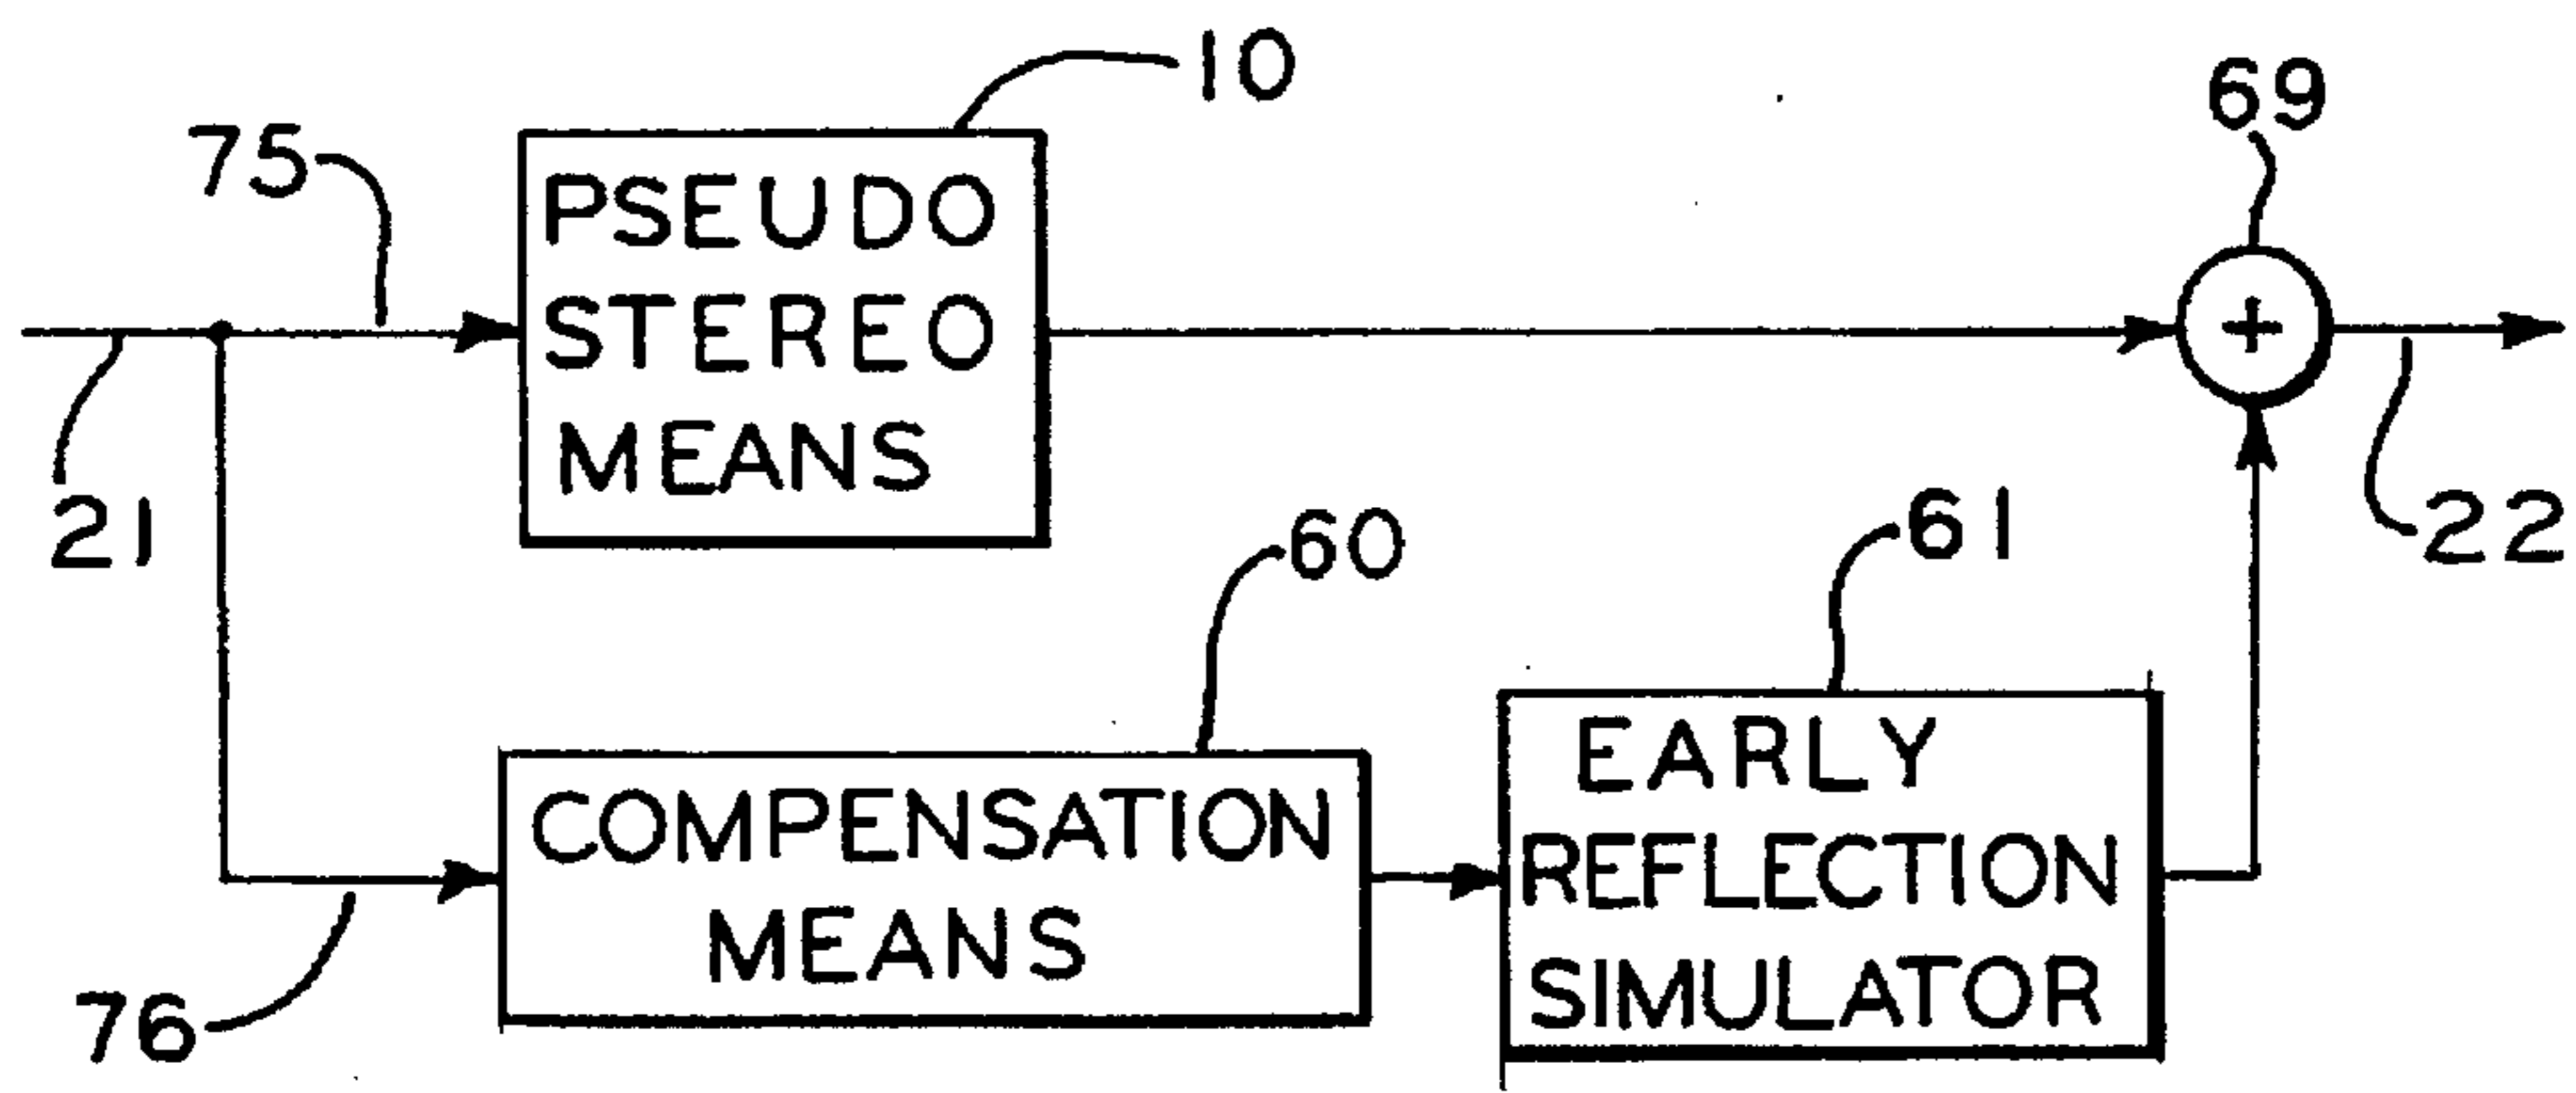 10
69
75
PSEUDO
STEREO
MEANS
+
21
22
60
61
COMPENSATION
MEANS
EARLY
REFLECTION
SIMULATOR
76